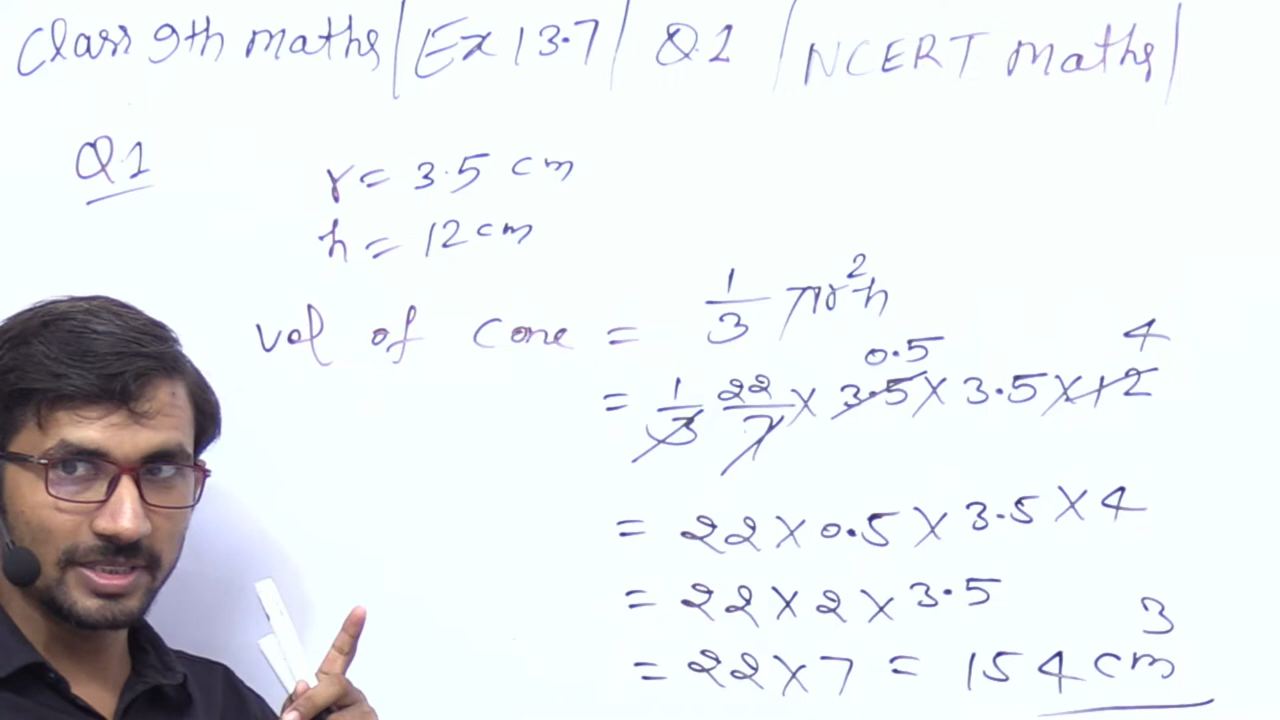 Class 9th maths | Ex 13.7 | Q.1 | NCERT Maths |
Q.1
r = 3.5 cm
h = 12 cm
Vol of Cone = 1/3 πr²h
= 1/3 22/7 × 3.5 × 3.5 × 12
0.5 4
= 22 × 0.5 × 3.5 × 4
= 22 × 2 × 3.5
= 22 × 7 = 154 cm³